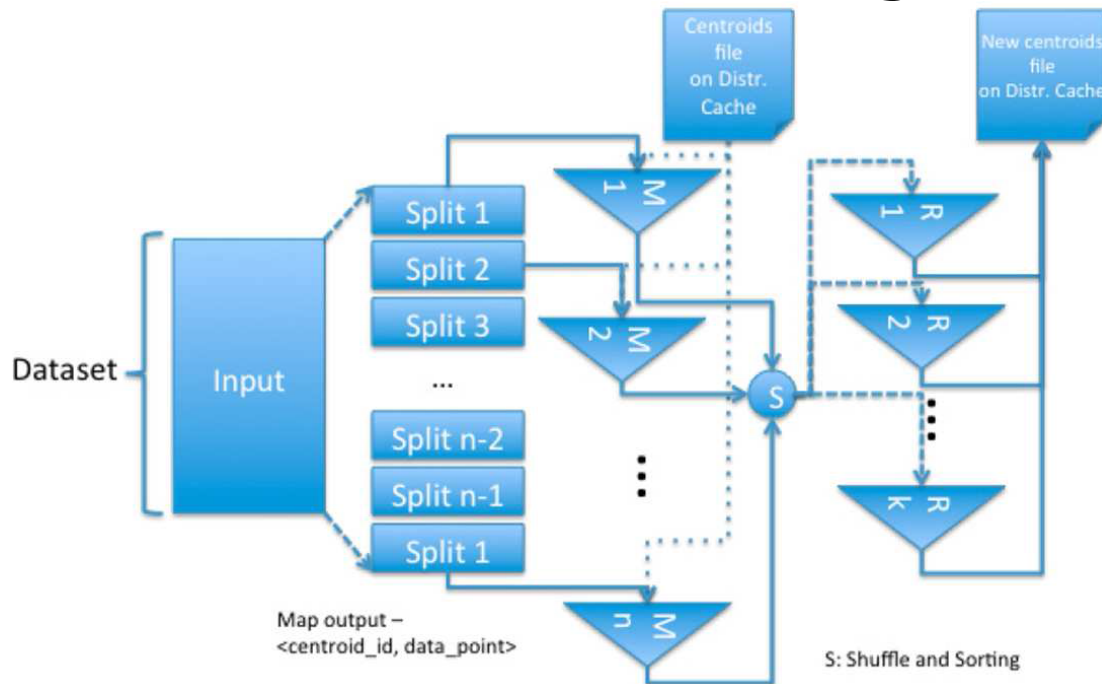 Centroids
file
on Distr.
Cache
New centroids
file
on Distr. Cache
M
1
R
1
Split 1
Split 2
Split 3
...
M
2
R
2
Dataset
Input
S
Split n-2
Split n-1
Split 1
R
k
M
n
Map output –
<centroid_id, data_point>
S: Shuffle and Sorting